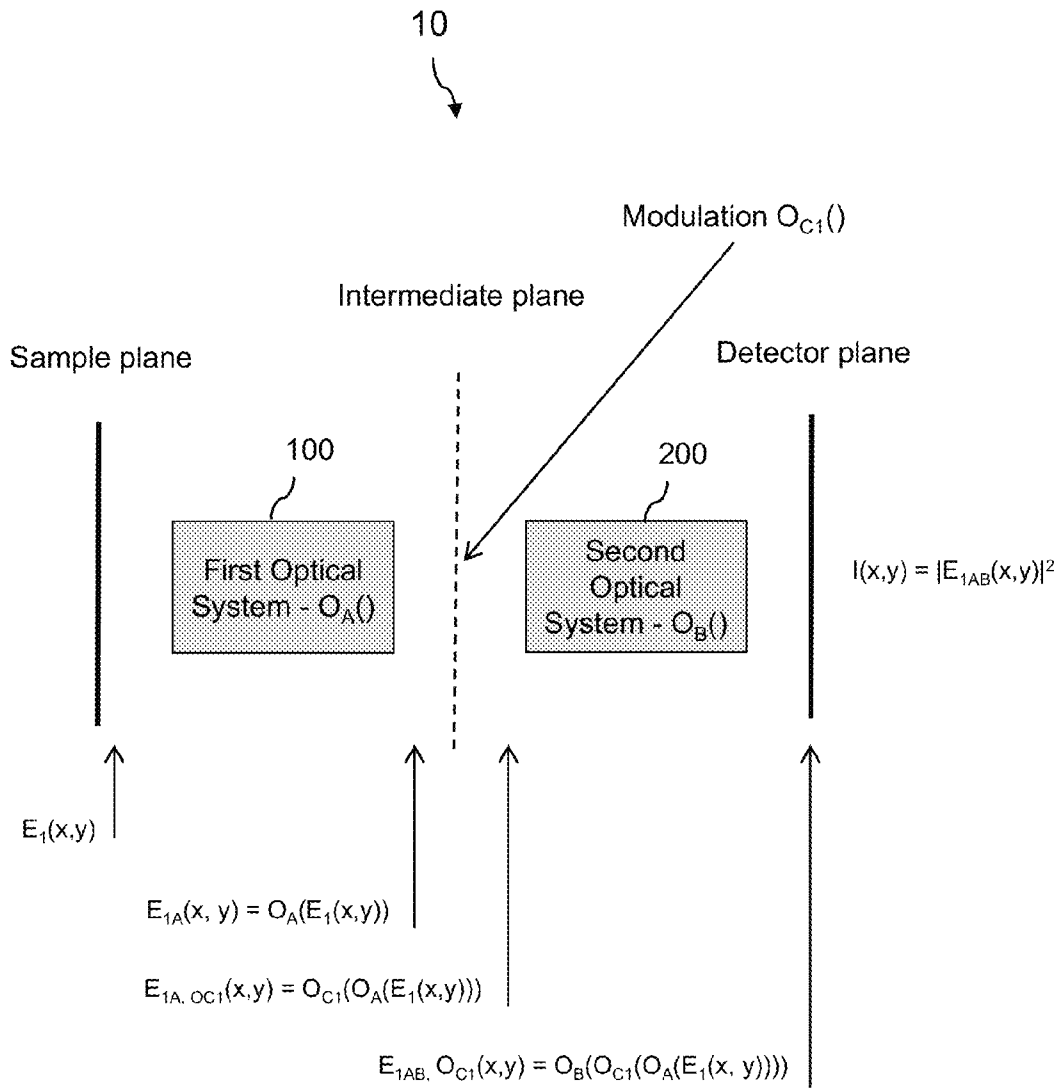 10
Modulation O_C1()
Intermediate plane
Sample plane
Detector plane
100
200
First Optical
System - O_A()
Second
Optical
System - O_B()
I(x,y) = |E_1AB(x,y)|²
E_1(x,y)
E_1A(x, y) = O_A(E_1(x,y))
E_1A, OC1(x,y) = O_C1(O_A(E_1(x,y)))
E_1AB, O_C1(x,y) = O_B(O_C1(O_A(E_1(x, y))))